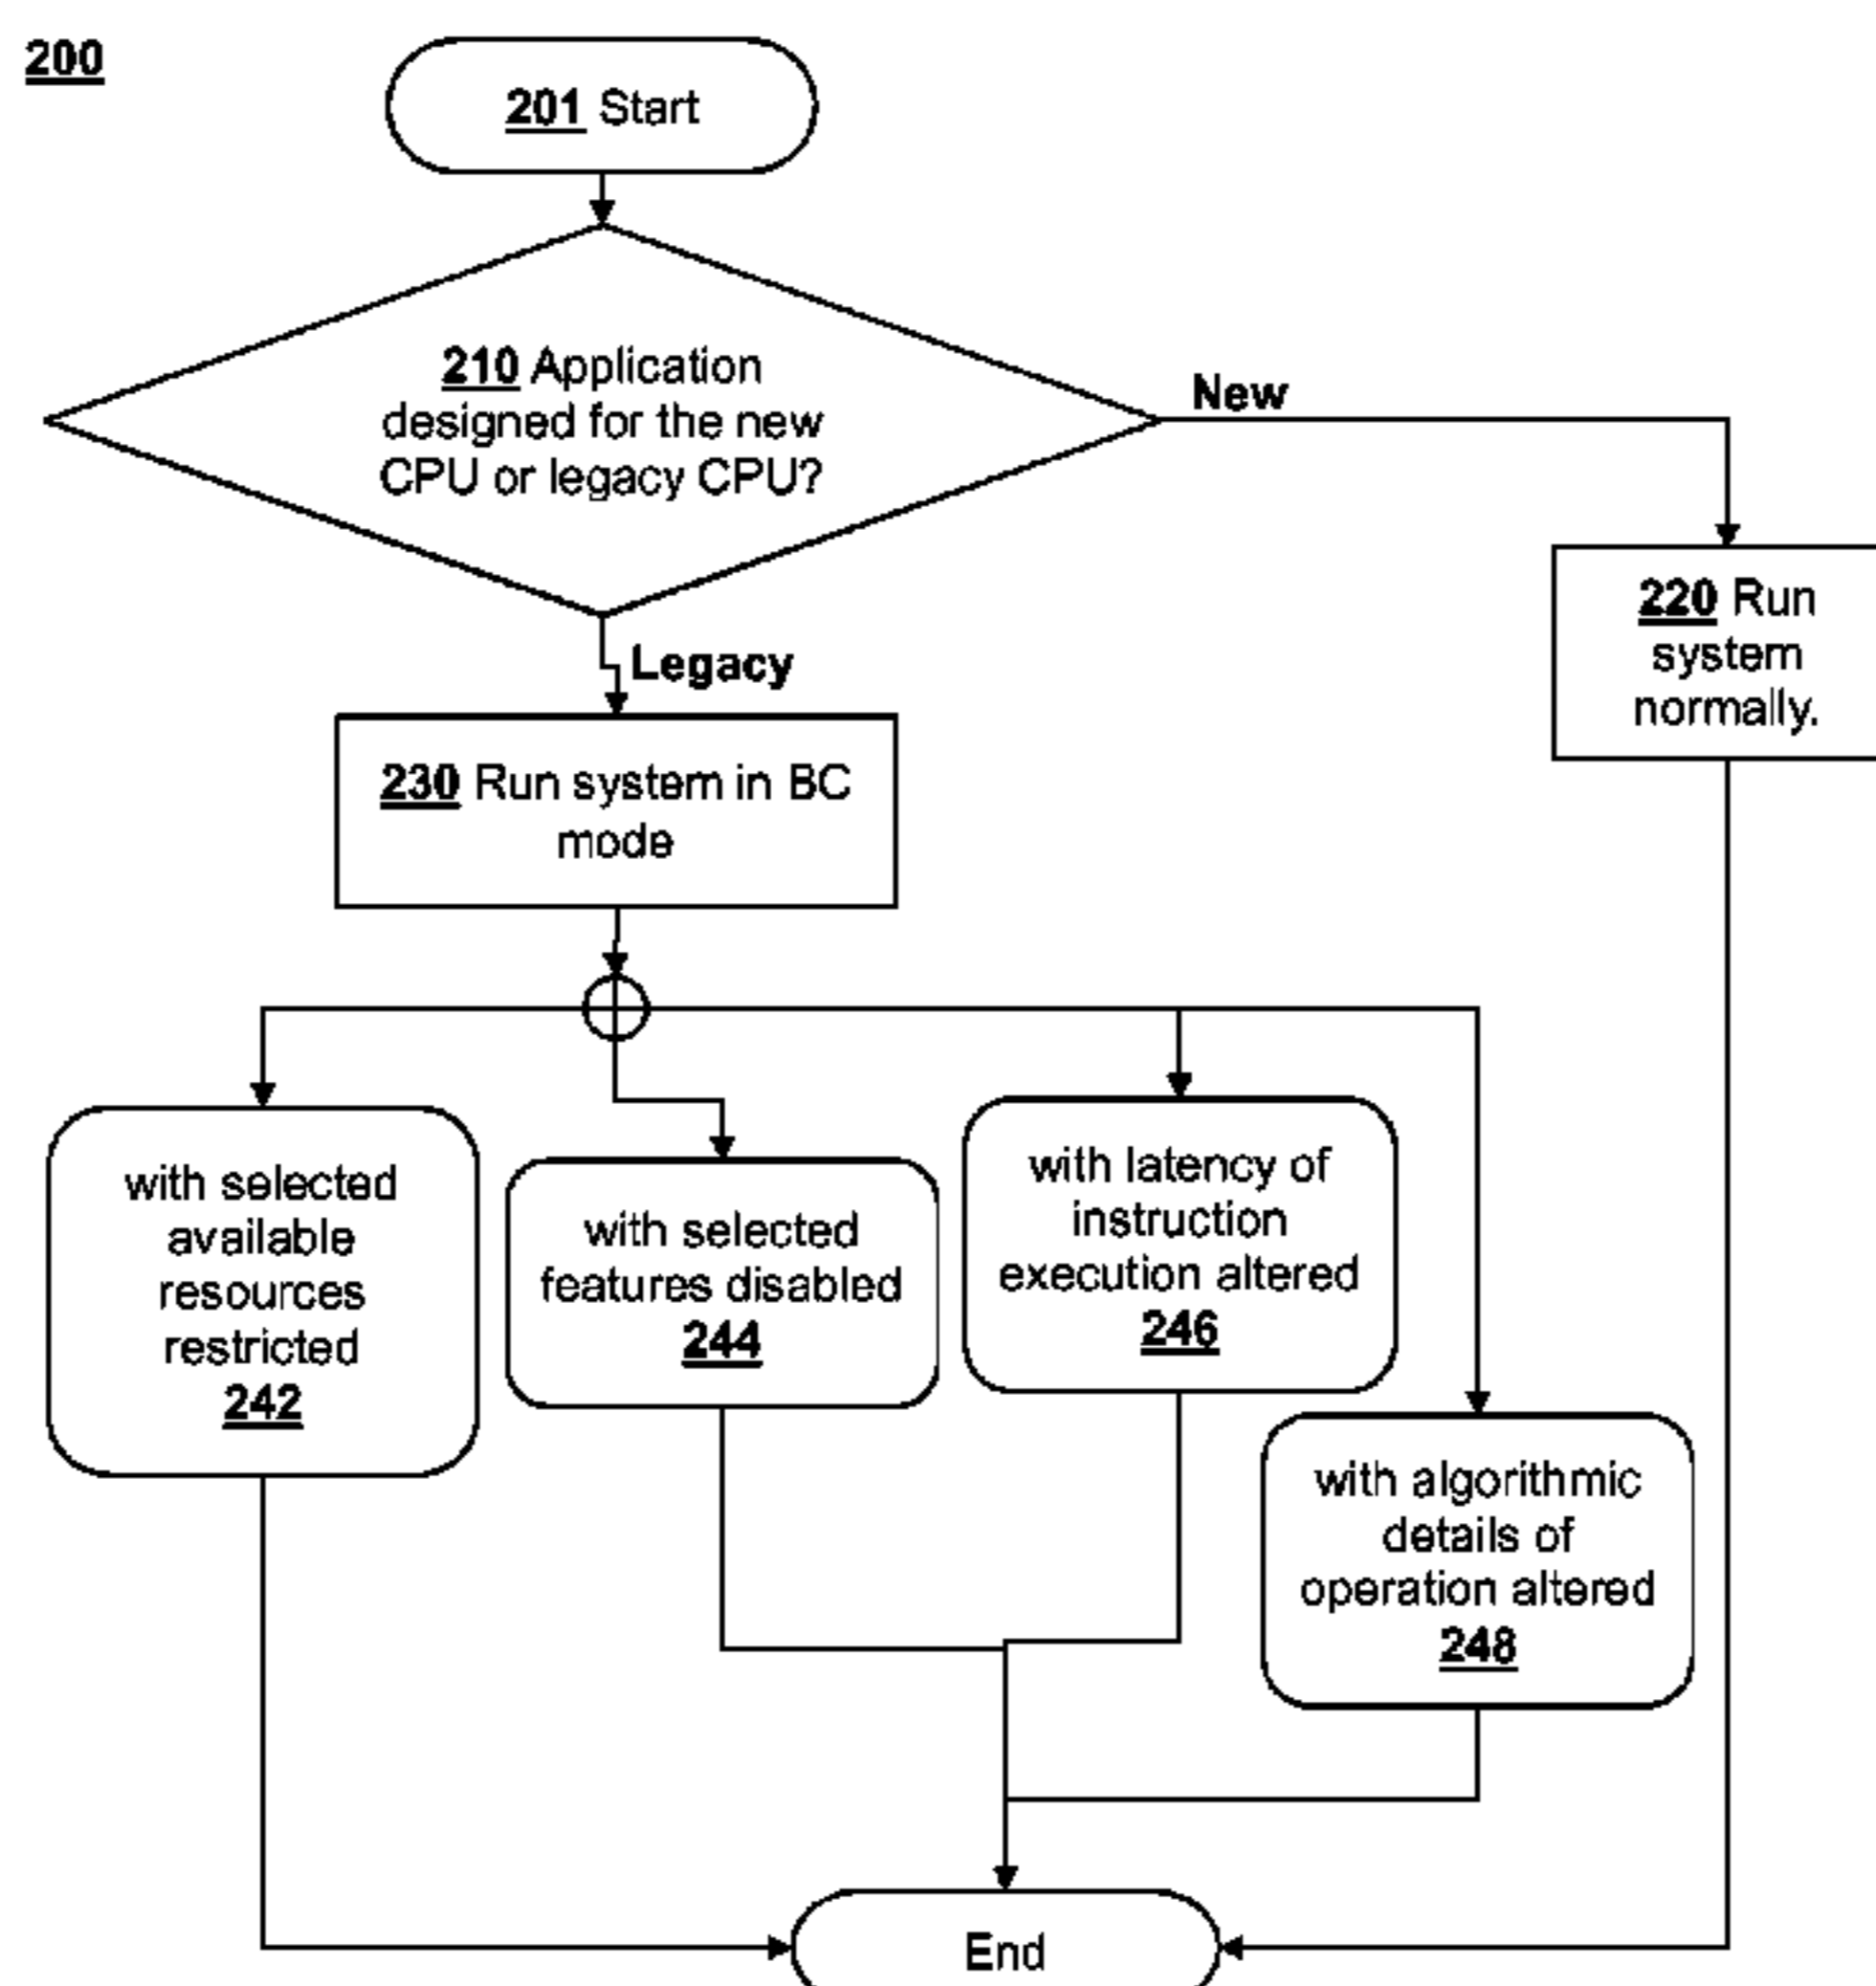 200
201 Start
210 Application
designed for the new
CPU or legacy CPU?
New
220 Run
system
normally.
Legacy
230 Run system in BC
mode
with selected
available
resources
restricted
242
with selected
features disabled
244
with latency of
instruction
execution altered
246
with algorithmic
details of
operation altered
248
End